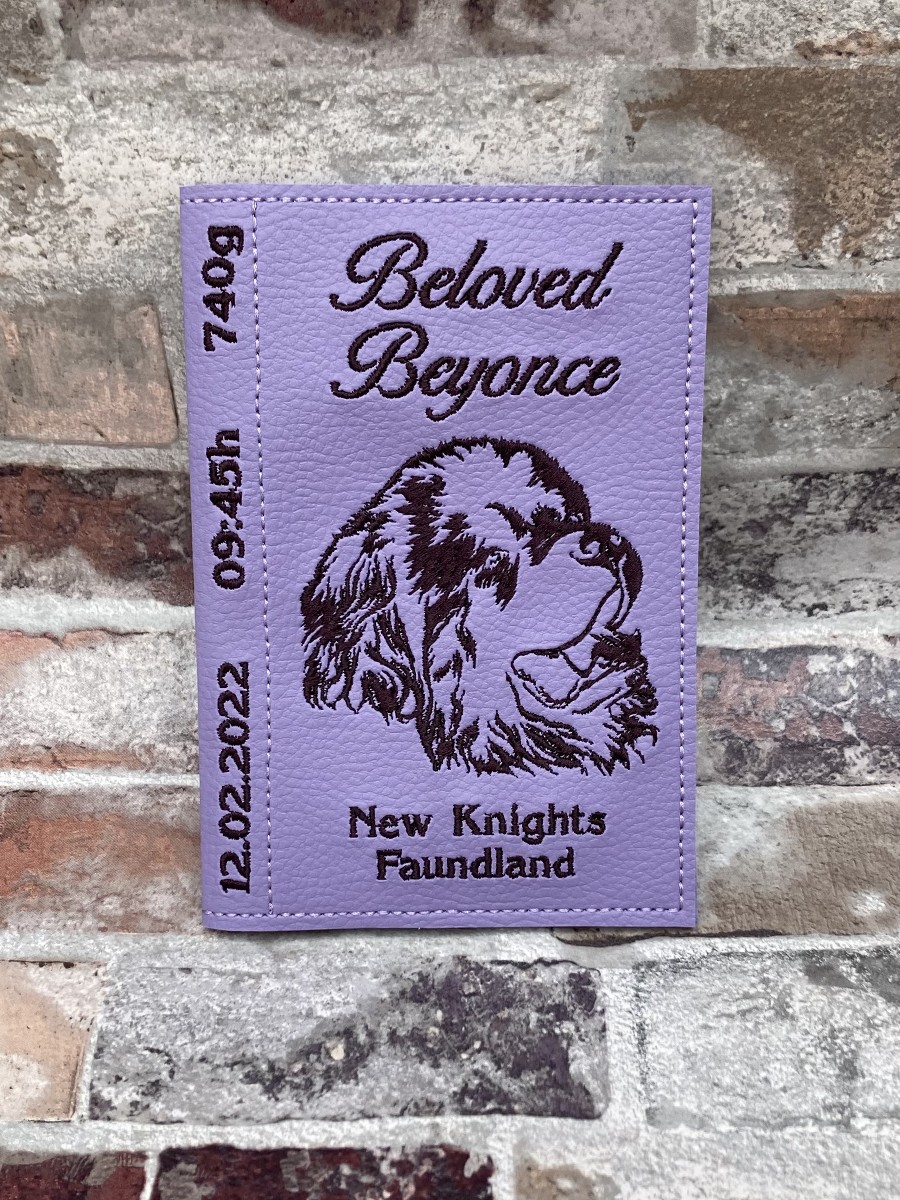 Beloved
Beyonce
New Knights
Faundland
12.02.2022 09:45h 740g